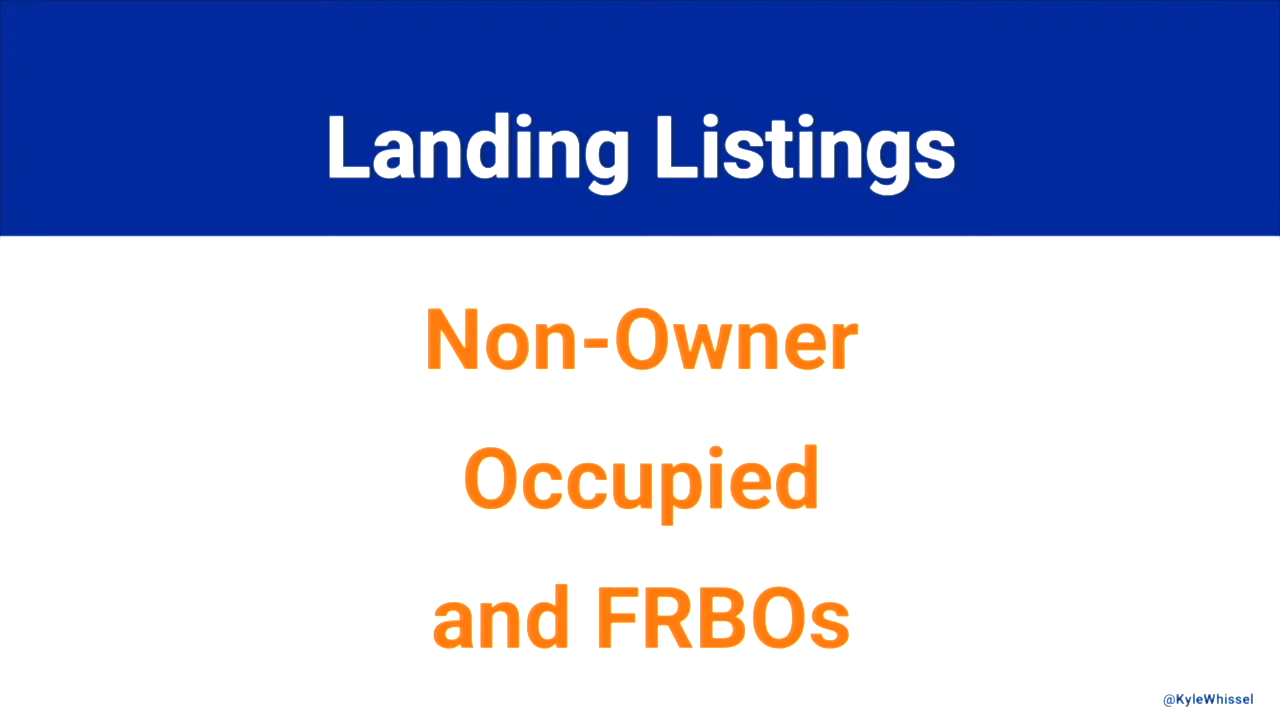 Landing Listings
Non-Owner
Occupied
and FRBOs
@KyleWhissel